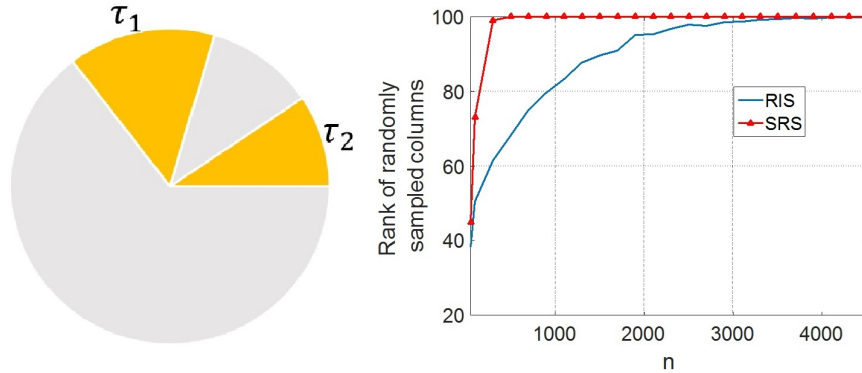 τ₁
τ₂
Rank of randomly
sampled columns
100
80
60
40
20
1000
2000
3000
4000
n
RIS
SRS